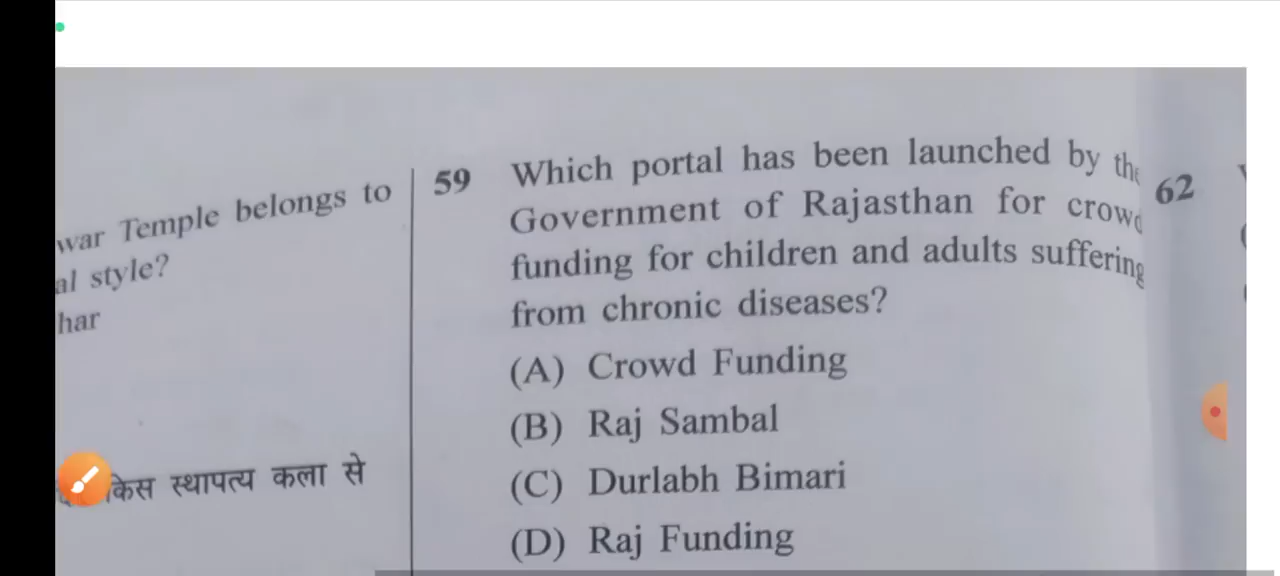 war Temple belongs to
al style?
har
किस स्थापत्य कला से
59 Which portal has been launched by the
Government of Rajasthan for crowd
funding for children and adults suffering
from chronic diseases?
(A) Crowd Funding
(B) Raj Sambal
(C) Durlabh Bimari
(D) Raj Funding
62